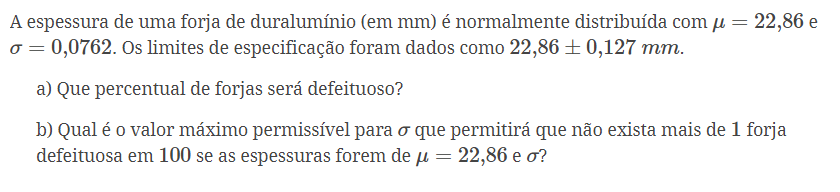 A espessura de uma forja de duralumínio (em mm) é normalmente distribuída com μ = 22,86 e
σ = 0,0762. Os limites de especificação foram dados como 22,86 ± 0,127 mm.
a) Que percentual de forjas será defeituoso?
b) Qual é o valor máximo permissível para σ que permitirá que não exista mais de 1 forja
defeituosa em 100 se as espessuras forem de μ = 22,86 e σ?